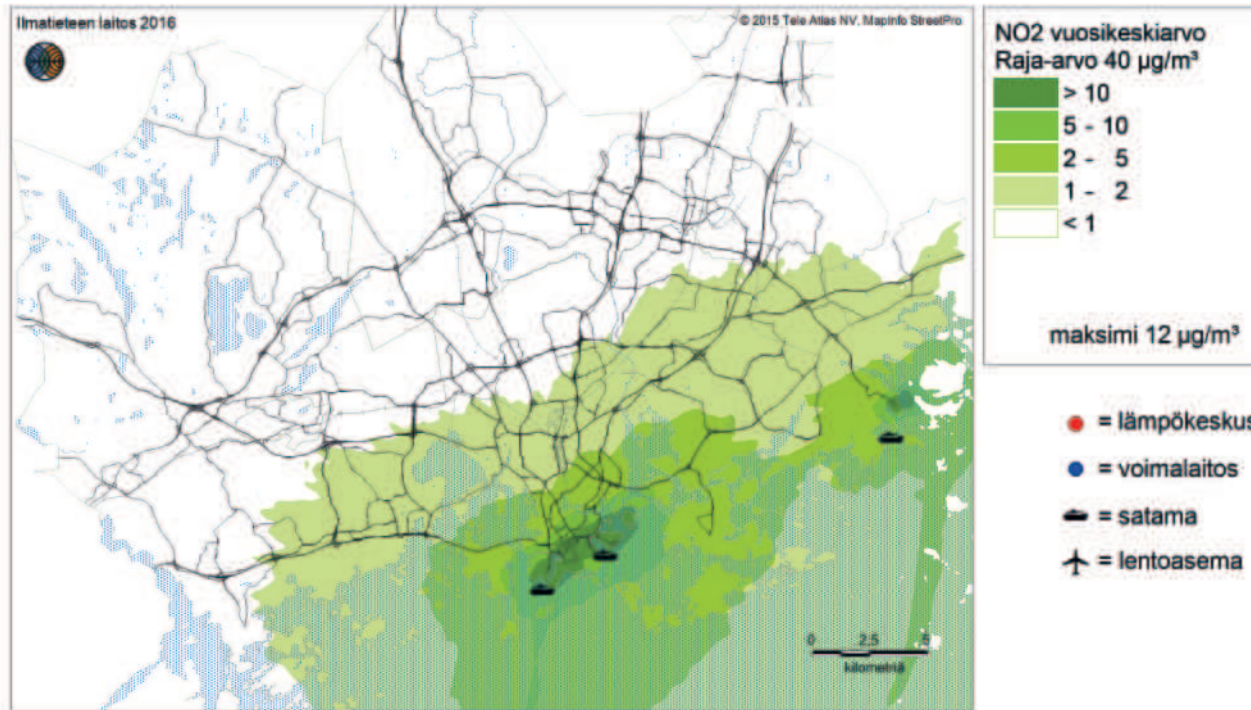 Ilmatieteen laitos 2016
© 2015 Tele Atlas NV, MapInfo StreetPro
NO2 vuosikeskiarvo
Raja-arvo 40 µg/m³
> 10
5 - 10
2 - 5
1 - 2
< 1
maksimi 12 µg/m³
= lämpökeskus
= voimalaitos
= satama
= lentoasema
0 2,5 5
kilometriä